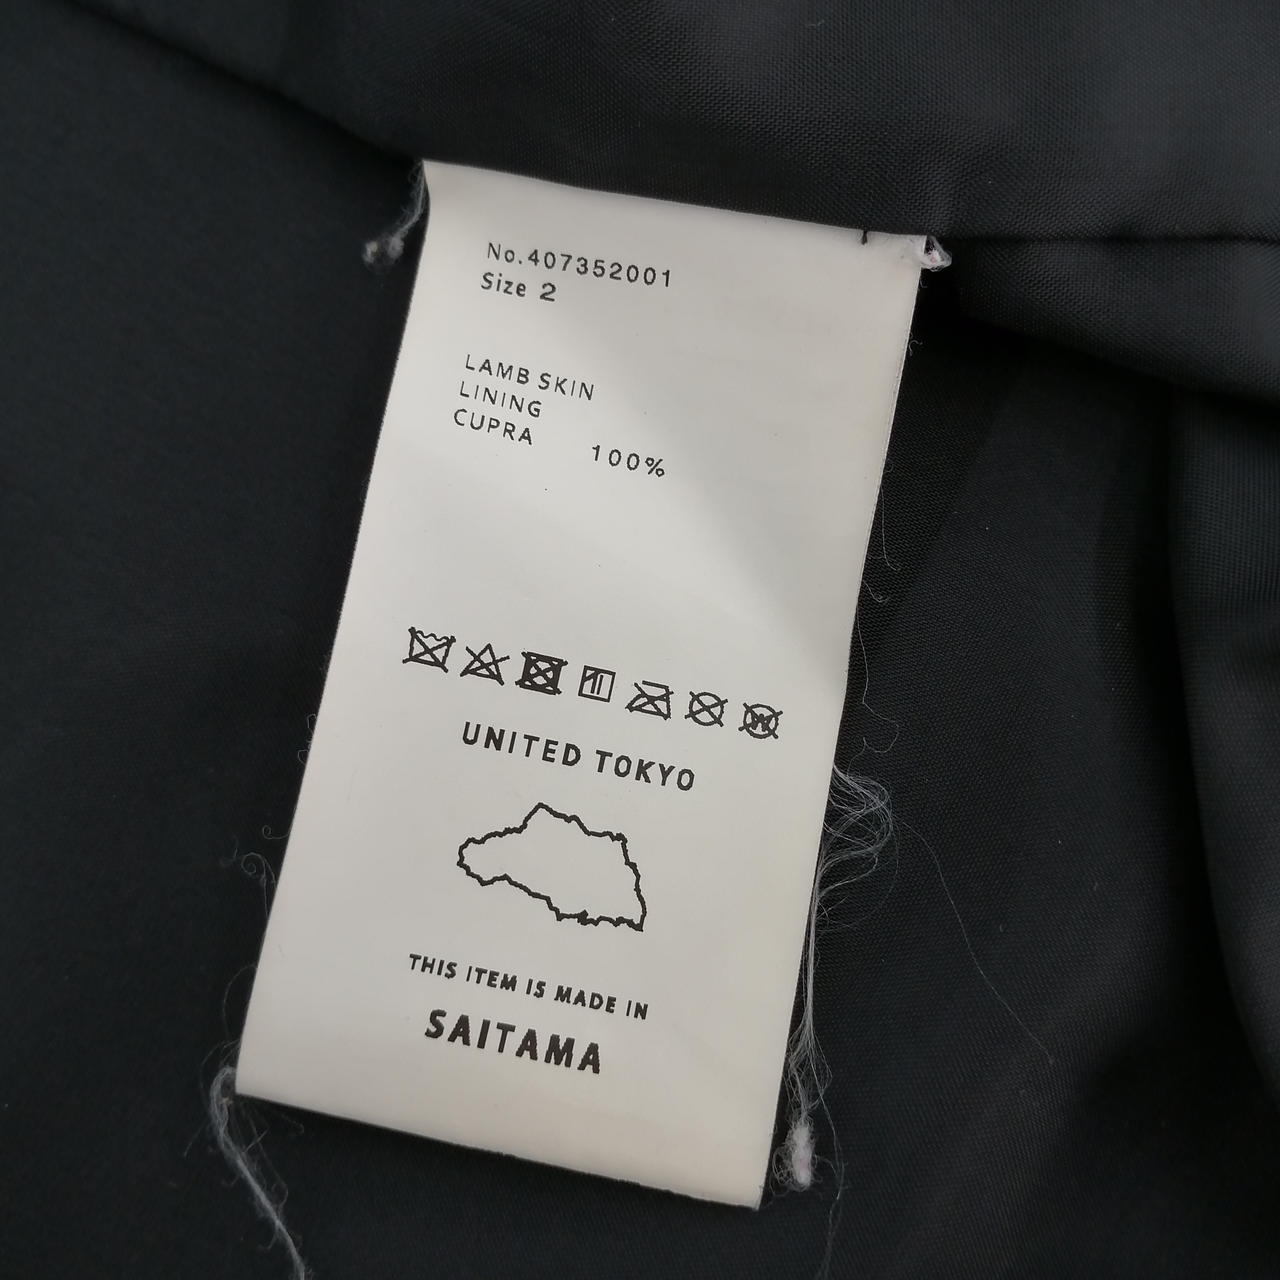 No.407352001
Size 2
LAMB SKIN
LINING
CUPRA 100%
UNITED TOKYO
THIS ITEM IS MADE IN
SAITAMA